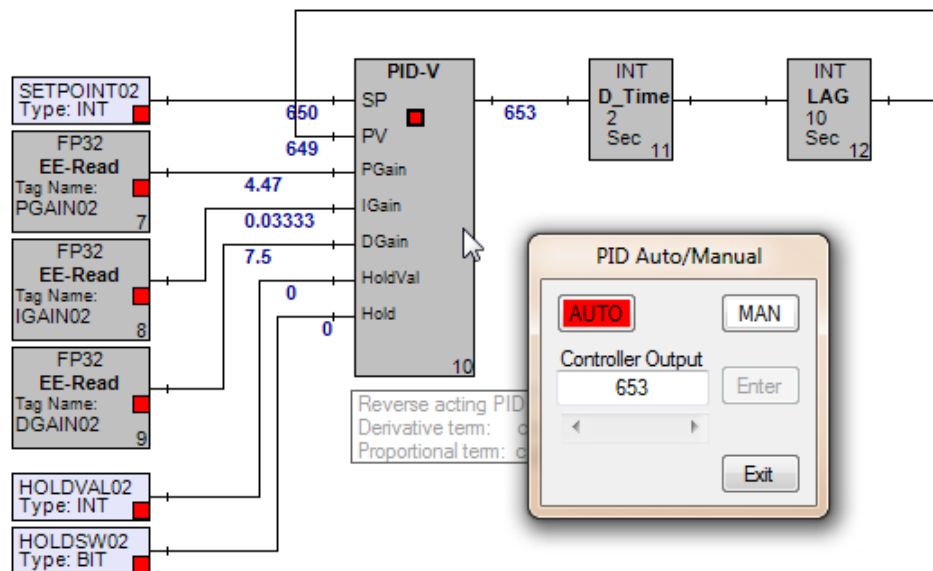 SETPOINT02
Type: INT
650
649
FP32
EE-Read
Tag Name:
PGAIN02
7
4.47
FP32
EE-Read
Tag Name:
IGAIN02
8
0.03333
FP32
EE-Read
Tag Name:
DGAIN02
9
7.5
HOLDVAL02
Type: INT
0
HOLDSW02
Type: BIT
0
PID-V
SP
PV
PGain
IGain
DGain
HoldVal
Hold
10
653
INT
D_Time
2
Sec
11
INT
LAG
10
Sec
12
Reverse acting PID
Derivative term: c
Proportional term: c
PID Auto/Manual
AUTO
MAN
Controller Output
653
Enter
Exit